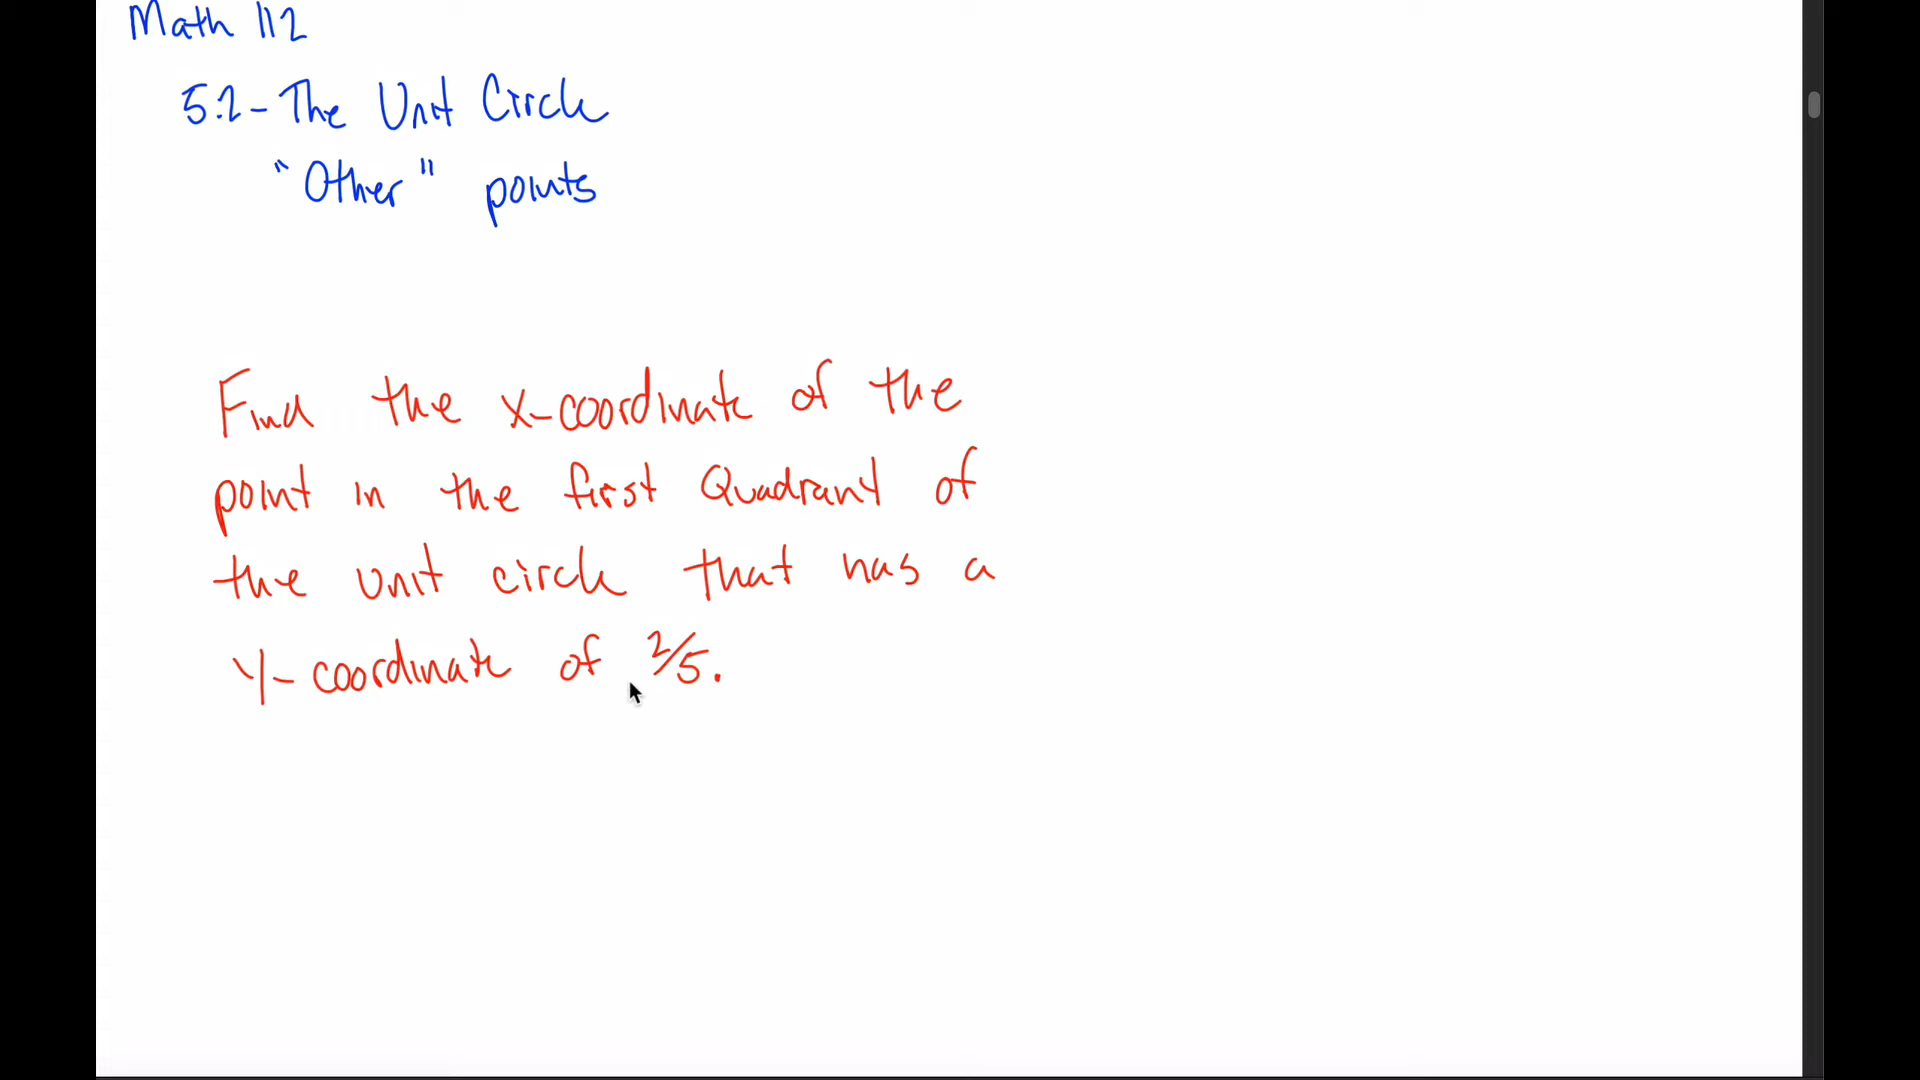 Math 112
5.2 - The Unit Circle
"Other" points
Find the x-coordinate of the
point in the first Quadrant of
the unit circle that has a
Y-coordinate of 2/5.